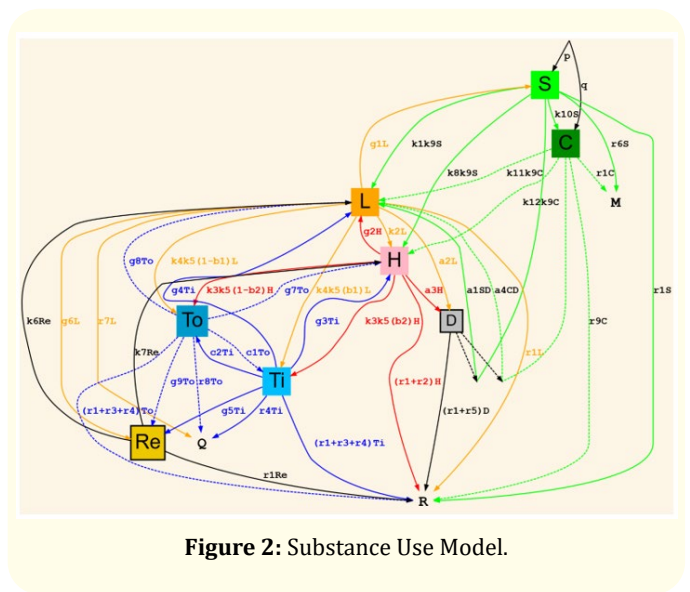 p
S
q
k10S
g1L
k1k9S
C
r6S
k8k9S
k11k9C
r1C
k12k9C
M
L
g2H
k2L
g8To
k4k5(1-b1)L
H
a2L
g4Ti
k3k5(1-b2)H
g7To
k4k5(b1)L
a3H
a1SD
a4CD
r1S
k6Re
g6L
r7L
To
g3Ti
k3k5(b2)H
D
r9C
k7Re
c2Ti
c1To
r1L
Ti
g9To
r8To
(r1+r2)H
(r1+r3+r4)To
g5Ti
r4Ti
(r1+r5)D
Re
Q
(r1+r3+r4)Ti
r1Re
R
Figure 2: Substance Use Model.